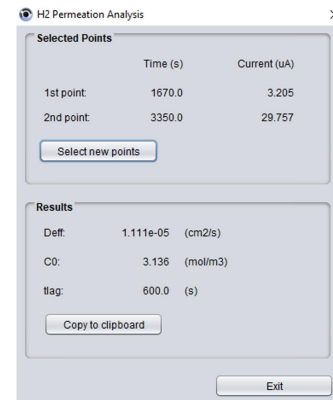 H2 Permeation Analysis
Selected Points
Time (s) Current (uA)
1st point: 1670.0 3.205
2nd point: 3350.0 29.757
Select new points
Results
Deff: 1.111e-05 (cm2/s)
C0: 3.136 (mol/m3)
tlag: 600.0 (s)
Copy to clipboard
Exit